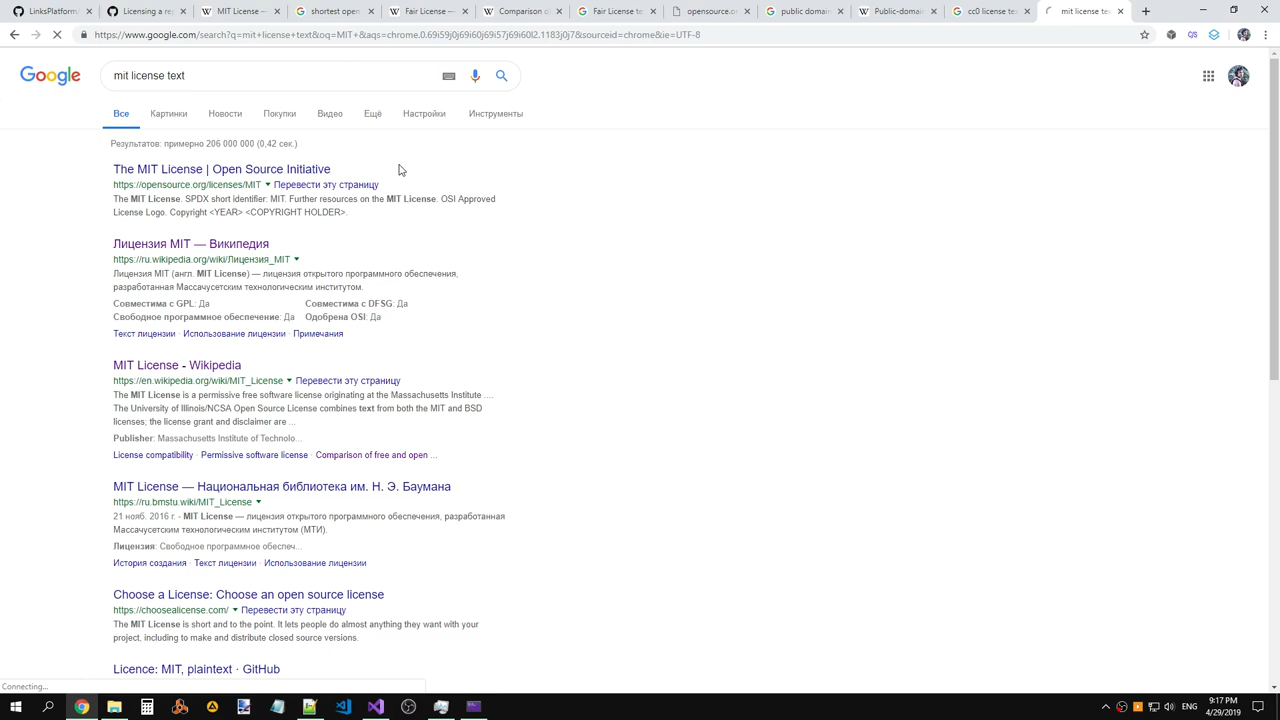 LinksPlatform
Licensing a re
MIT License -
shortest open
MIT License -
Comparison o
Fair License te
opensource.or
public domain
Public-domai
cc0 license tex
mit license tex
https://www.google.com/search?q=mit+license+text&oq=MIT+&aqs=chrome.0.69i59j0j69i60j69i57j69i60l2.1183j0j7&sourceid=chrome&ie=UTF-8
Google
mit license text
Все Картинки Новости Покупки Видео Ещё Настройки Инструменты
Результатов: примерно 206 000 000 (0,42 сек.)
The MIT License | Open Source Initiative
https://opensource.org/licenses/MIT Перевести эту страницу
The MIT License. SPDX short identifier: MIT. Further resources on the MIT License. OSI Approved
License Logo. Copyright <YEAR> <COPYRIGHT HOLDER>.
Лицензия MIT — Википедия
https://ru.wikipedia.org/wiki/Лицензия_MIT
Лицензия MIT (англ. MIT License) — лицензия открытого программного обеспечения,
разработанная Массачусетским технологическим институтом.
Совместима с GPL: Да Совместима с DFSG: Да
Свободное программное обеспечение: Да Одобрена OSI: Да
Текст лицензии · Использование лицензии · Примечания
MIT License - Wikipedia
https://en.wikipedia.org/wiki/MIT_License Перевести эту страницу
The MIT License is a permissive free software license originating at the Massachusetts Institute ....
The University of Illinois/NCSA Open Source License combines text from both the MIT and BSD
licenses; the license grant and disclaimer are ...
Publisher: Massachusetts Institute of Technolo...
License compatibility · Permissive software license · Comparison of free and open ...
MIT License — Национальная библиотека им. Н. Э. Баумана
https://ru.bmstu.wiki/MIT_License
21 нояб. 2016 г. - MIT License — лицензия открытого программного обеспечения, разработанная
Массачусетским технологическим институтом (МТИ).
Лицензия: Свободное программное обеспеч...
История создания · Текст лицензии · Использование лицензии
Choose a License: Choose an open source license
https://choosealicense.com/ Перевести эту страницу
The MIT License is short and to the point. It lets people do almost anything they want with your
project, including to make and distribute closed source versions.
Licence: MIT, plaintext · GitHub
Connecting...
ENG
9:17 PM
4/29/2019